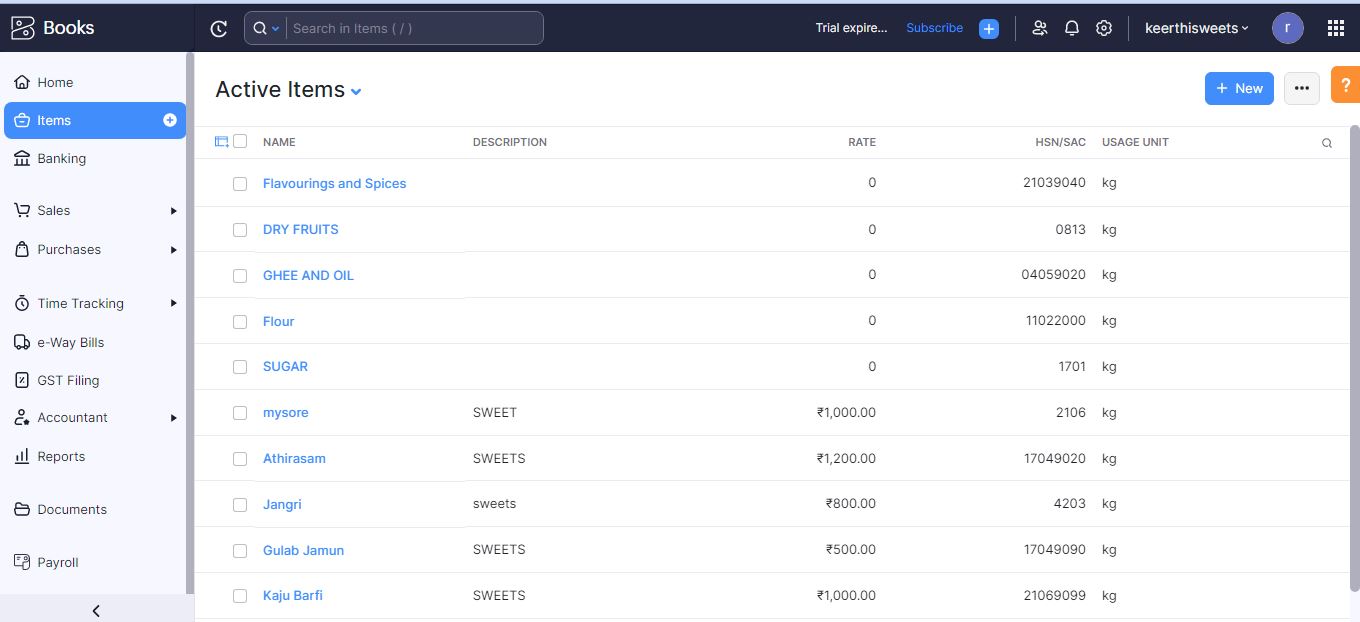 Books
Search in Items ( / )
Trial expire... Subscribe keerthisweets r
Home
Items
Banking
Sales
Purchases
Time Tracking
e-Way Bills
GST Filing
Accountant
Reports
Documents
Payroll
Active Items
+ New ... ?
NAME DESCRIPTION RATE HSN/SAC USAGE UNIT
Flavourings and Spices 0 21039040 kg
DRY FRUITS 0 0813 kg
GHEE AND OIL 0 04059020 kg
Flour 0 11022000 kg
SUGAR 0 1701 kg
mysore SWEET ₹1,000.00 2106 kg
Athirasam SWEETS ₹1,200.00 17049020 kg
Jangri sweets ₹800.00 4203 kg
Gulab Jamun SWEETS ₹500.00 17049090 kg
Kaju Barfi SWEETS ₹1,000.00 21069099 kg